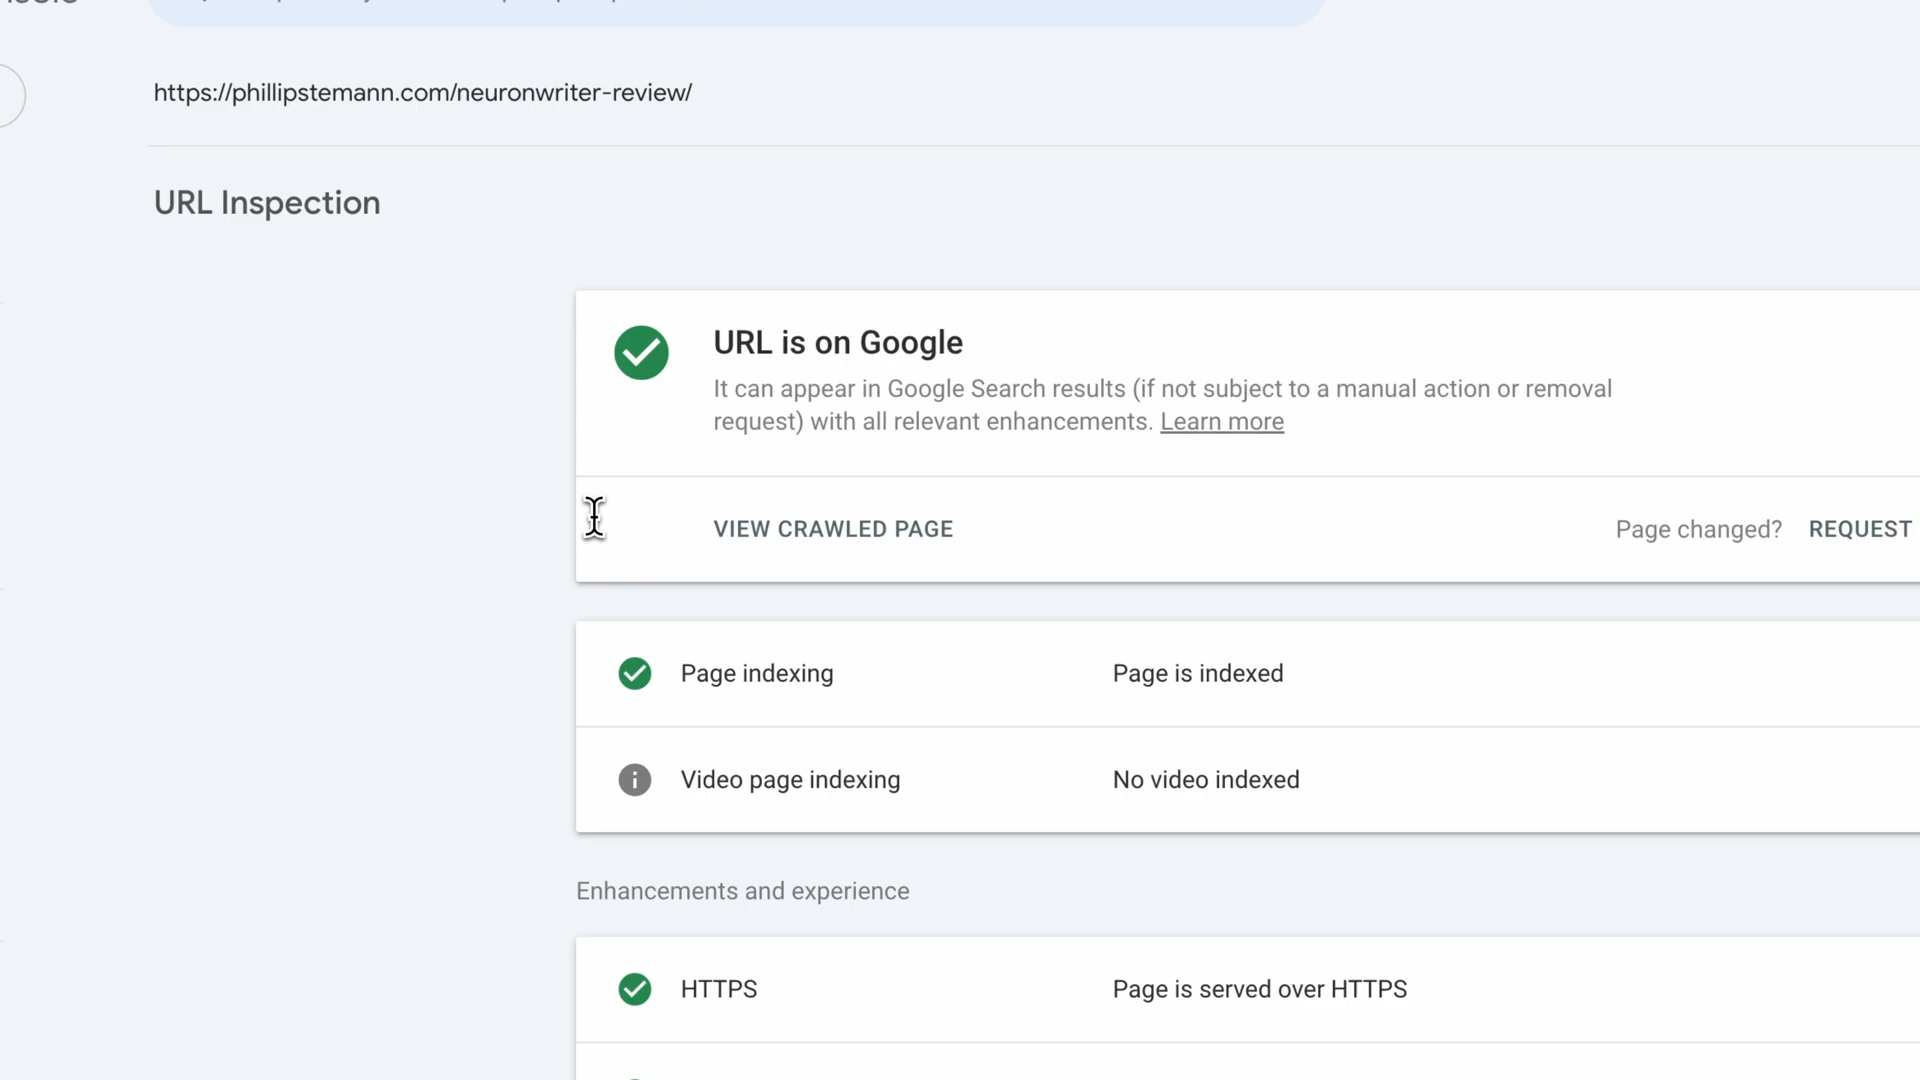 https://phillipstemann.com/neuronwriter-review/
URL Inspection
URL is on Google
It can appear in Google Search results (if not subject to a manual action or removal
request) with all relevant enhancements. Learn more
VIEW CRAWLED PAGE
Page changed? REQUEST
Page indexing
Page is indexed
Video page indexing
No video indexed
Enhancements and experience
HTTPS
Page is served over HTTPS